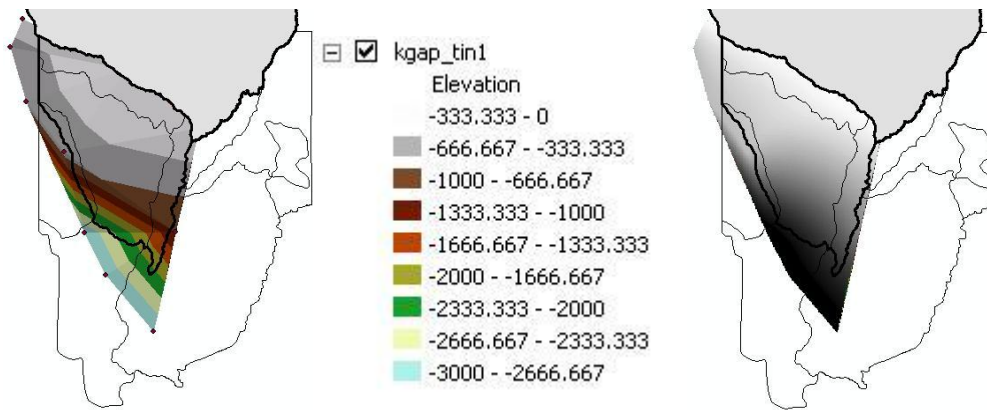 kgap_tin1
Elevation
-333.333 - 0
-666.667 - -333.333
-1000 - -666.667
-1333.333 - -1000
-1666.667 - -1333.333
-2000 - -1666.667
-2333.333 - -2000
-2666.667 - -2333.333
-3000 - -2666.667